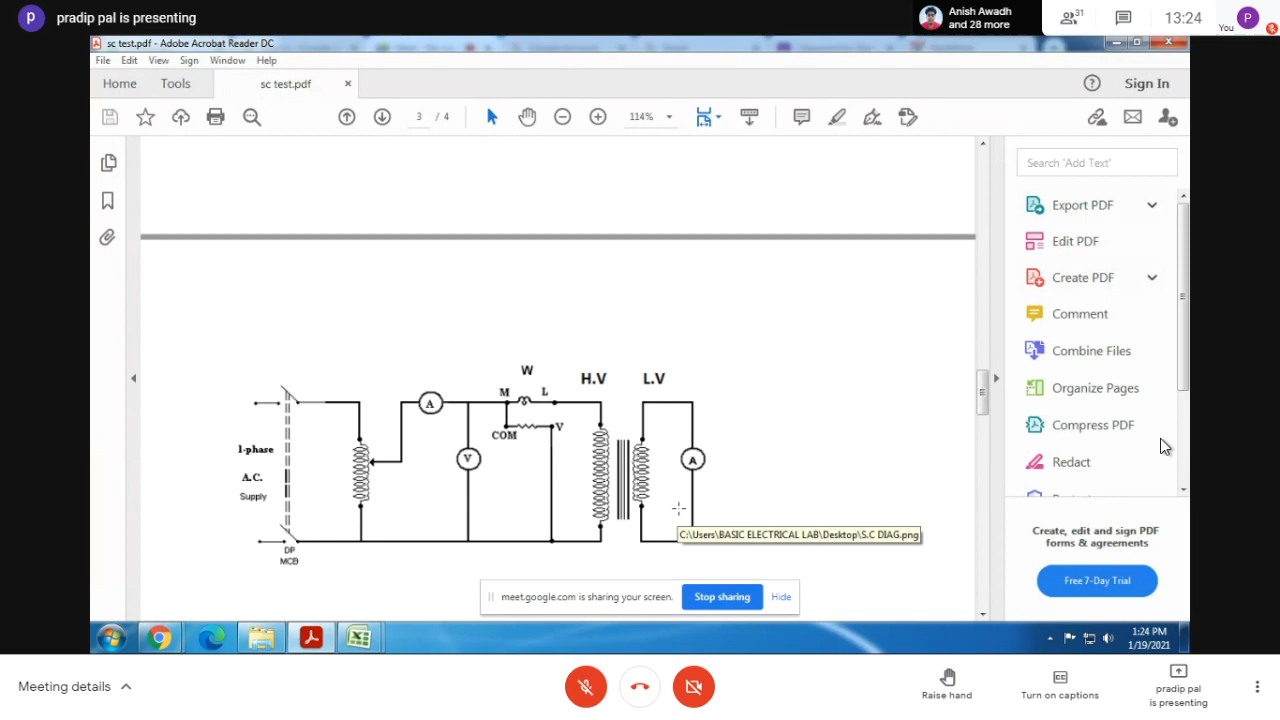 p pradip pal is presenting
Anish Awadh
and 28 more
31
13:24
You
P
sc test.pdf - Adobe Acrobat Reader DC
File Edit View Sign Window Help
Home Tools sc test.pdf ×
? Sign In
3 / 4 114%
Search 'Add Text'
Export PDF
Edit PDF
Create PDF
Comment
Combine Files
Organize Pages
Compress PDF
Redact
Create, edit and sign PDF
forms & agreements
Free 7-Day Trial
W
H.V L.V
M L
A
COM V
1-phase
V
A
A.C.
Supply
DP
MCB
C:\Users\BASIC ELECTRICAL LAB\Desktop\S.C DIAG.png
meet.google.com is sharing your screen. Stop sharing Hide
1:24 PM
1/19/2021
Meeting details
Raise hand
Turn on captions
pradip pal
is presenting